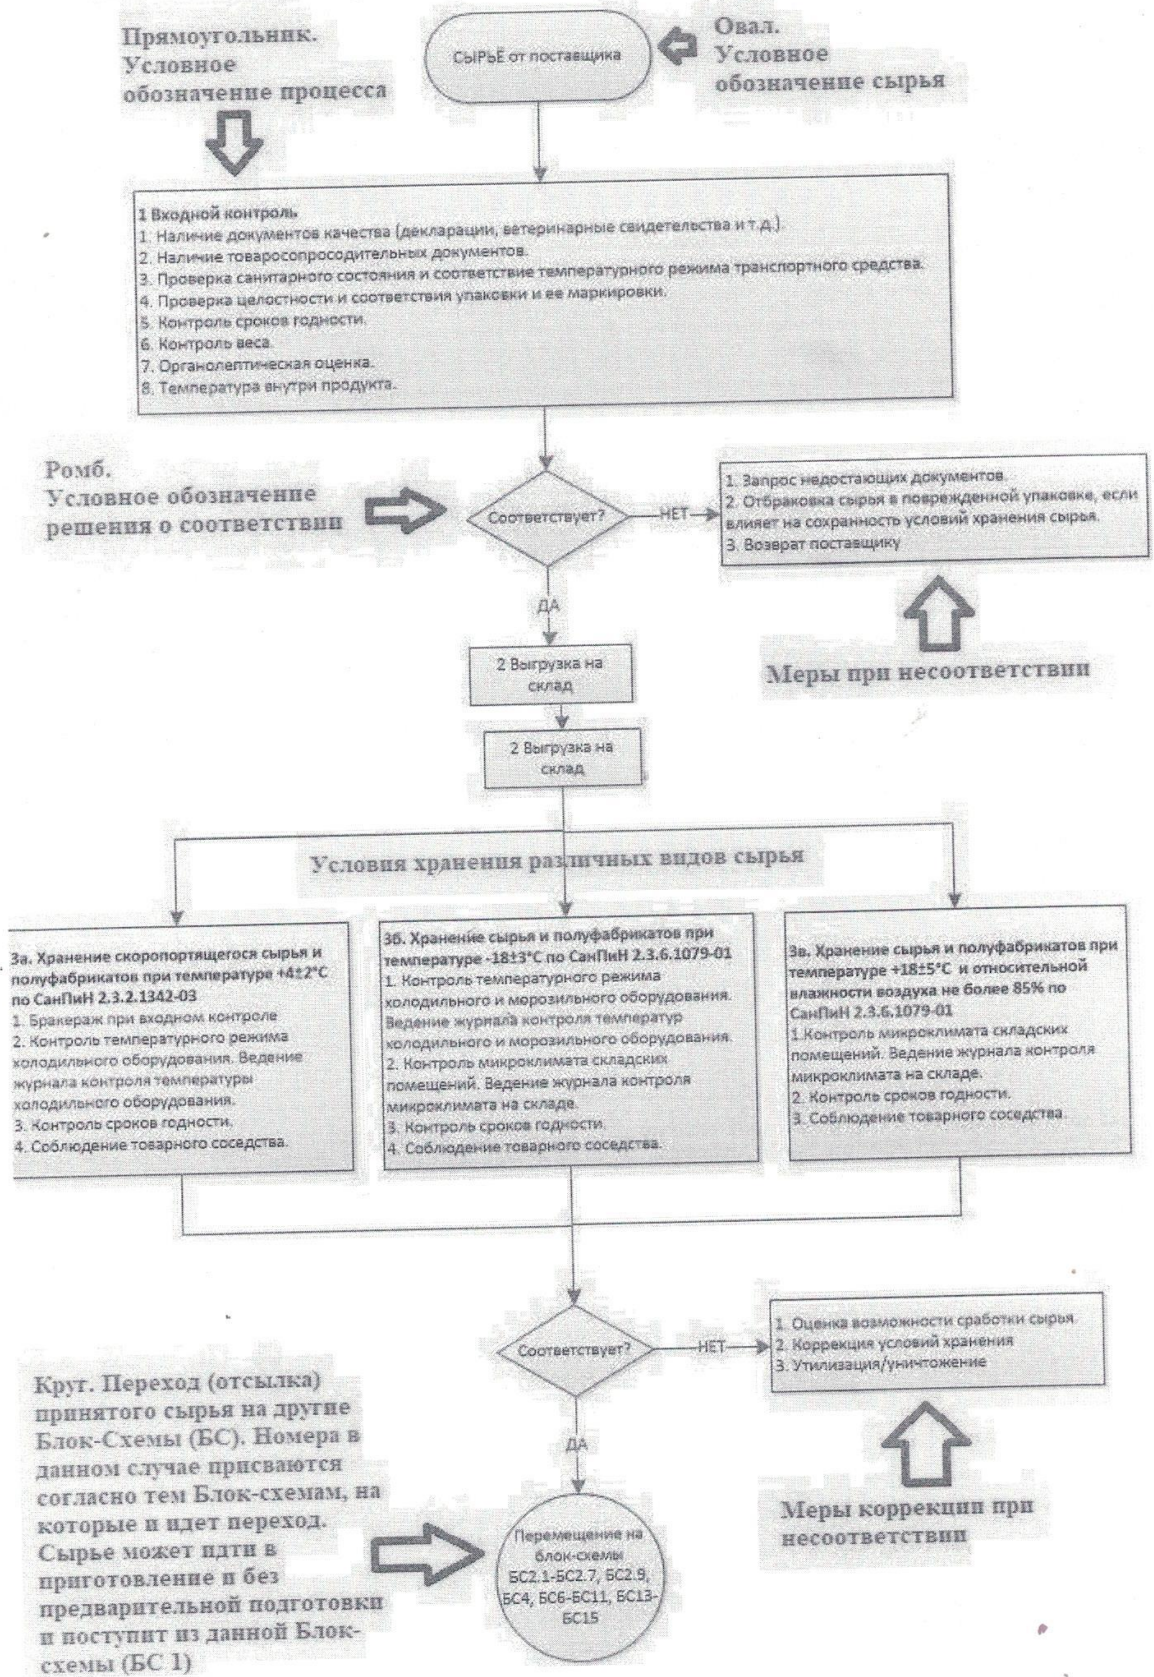 Прямоугольник.
Условное
обозначение процесса
СЫРЬЁ от поставщика
Овал.
Условное
обозначение сырья
1 Входной контроль
1. Наличие документов качества (декларации, ветеринарные свидетельства и т.д.).
2. Наличие товаросопросодительных документов.
3. Проверка санитарного состояния и соответствие температурного режима транспортного средства.
4. Проверка целостности и соответствия упаковки и ее маркировки.
5. Контроль сроков годности.
6. Контроль веса.
7. Органолептическая оценка.
8. Температура внутри продукта.
Ромб.
Условное обозначение
решения о соответствии
Соответствует?
НЕТ
1. Запрос недостающих документов.
2. Отбраковка сырья в поврежденной упаковке, если
влияет на сохранность условий хранения сырья.
3. Возврат поставщику
ДА
Меры при несоответствии
2 Выгрузка на
склад
2 Выгрузка на
склад
Условия хранения различных видов сырья
3а. Хранение скоропортящегося сырья и
полуфабрикатов при температуре +4±2°С
по СанПиН 2.3.2.1342-03
1. Бракераж при входном контроле
2. Контроль температурного режима
холодильного оборудования. Ведение
журнала контроля температуры
холодильного оборудования.
3. Контроль сроков годности.
4. Соблюдение товарного соседства.
3б. Хранение сырья и полуфабрикатов при
температуре -18±3°С по СанПиН 2.3.6.1079-01
1. Контроль температурного режима
холодильного и морозильного оборудования.
Ведение журнала контроля температур
холодильного и морозильного оборудования.
2. Контроль микроклимата складских
помещений. Ведение журнала контроля
микроклимата на складе.
3. Контроль сроков годности.
4. Соблюдение товарного соседства.
3в. Хранение сырья и полуфабрикатов при
температуре +18±5°С и относительной
влажности воздуха не более 85% по
СанПиН 2.3.6.1079-01
1.Контроль микроклимата складских
помещений. Ведение журнала контроля
микроклимата на складе.
2. Контроль сроков годности.
3. Соблюдение товарного соседства.
Соответствует?
НЕТ
1. Оценка возможности сработки сырья.
2. Коррекция условий хранения
3. Утилизация/уничтожение
ДА
Меры коррекции при
несоответствии
Круг. Переход (отсылка)
принятого сырья на другие
Блок-Схемы (БС). Номера в
данном случае присваются
согласно тем Блок-схемам, на
которые и идет переход.
Сырье может идти в
приготовление и без
предварительной подготовки
и поступит из данной Блок-
схемы (БС 1)
Перемещение на
блок-схемы
БС2.1-БС2.7, БС2.9,
БС4, БС6-БС11, БС13-
БС15